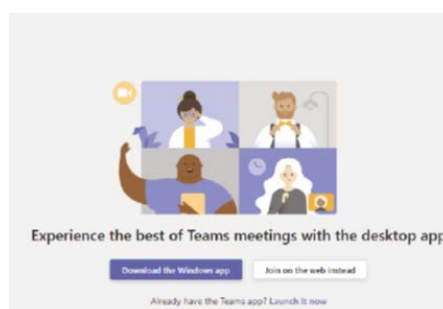 Experience the best of Teams meetings with the desktop app
Download the Windows app
Join on the web instead
Already have the Teams app? Launch it now